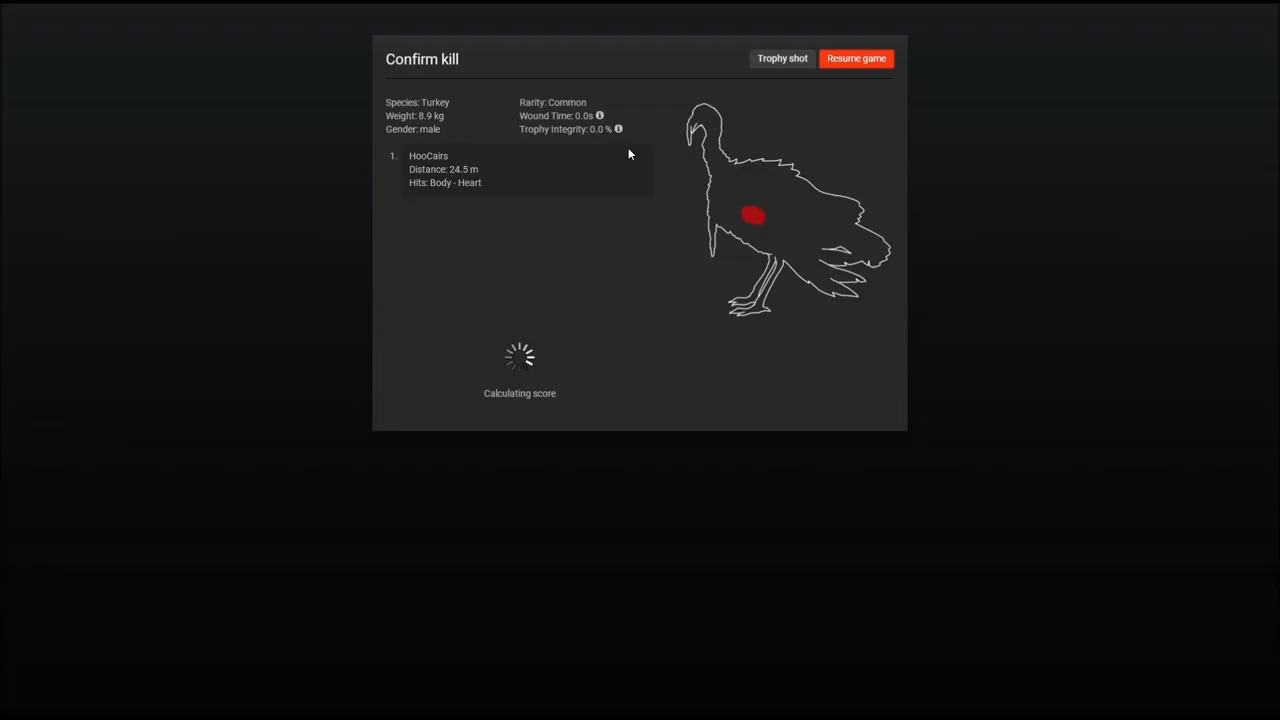 Confirm kill
Trophy shot
Resume game
Species: Turkey
Weight: 8.9 kg
Gender: male
Rarity: Common
Wound Time: 0.0s
Trophy Integrity: 0.0 %
1.
HooCairs
Distance: 24.5 m
Hits: Body - Heart
Calculating score